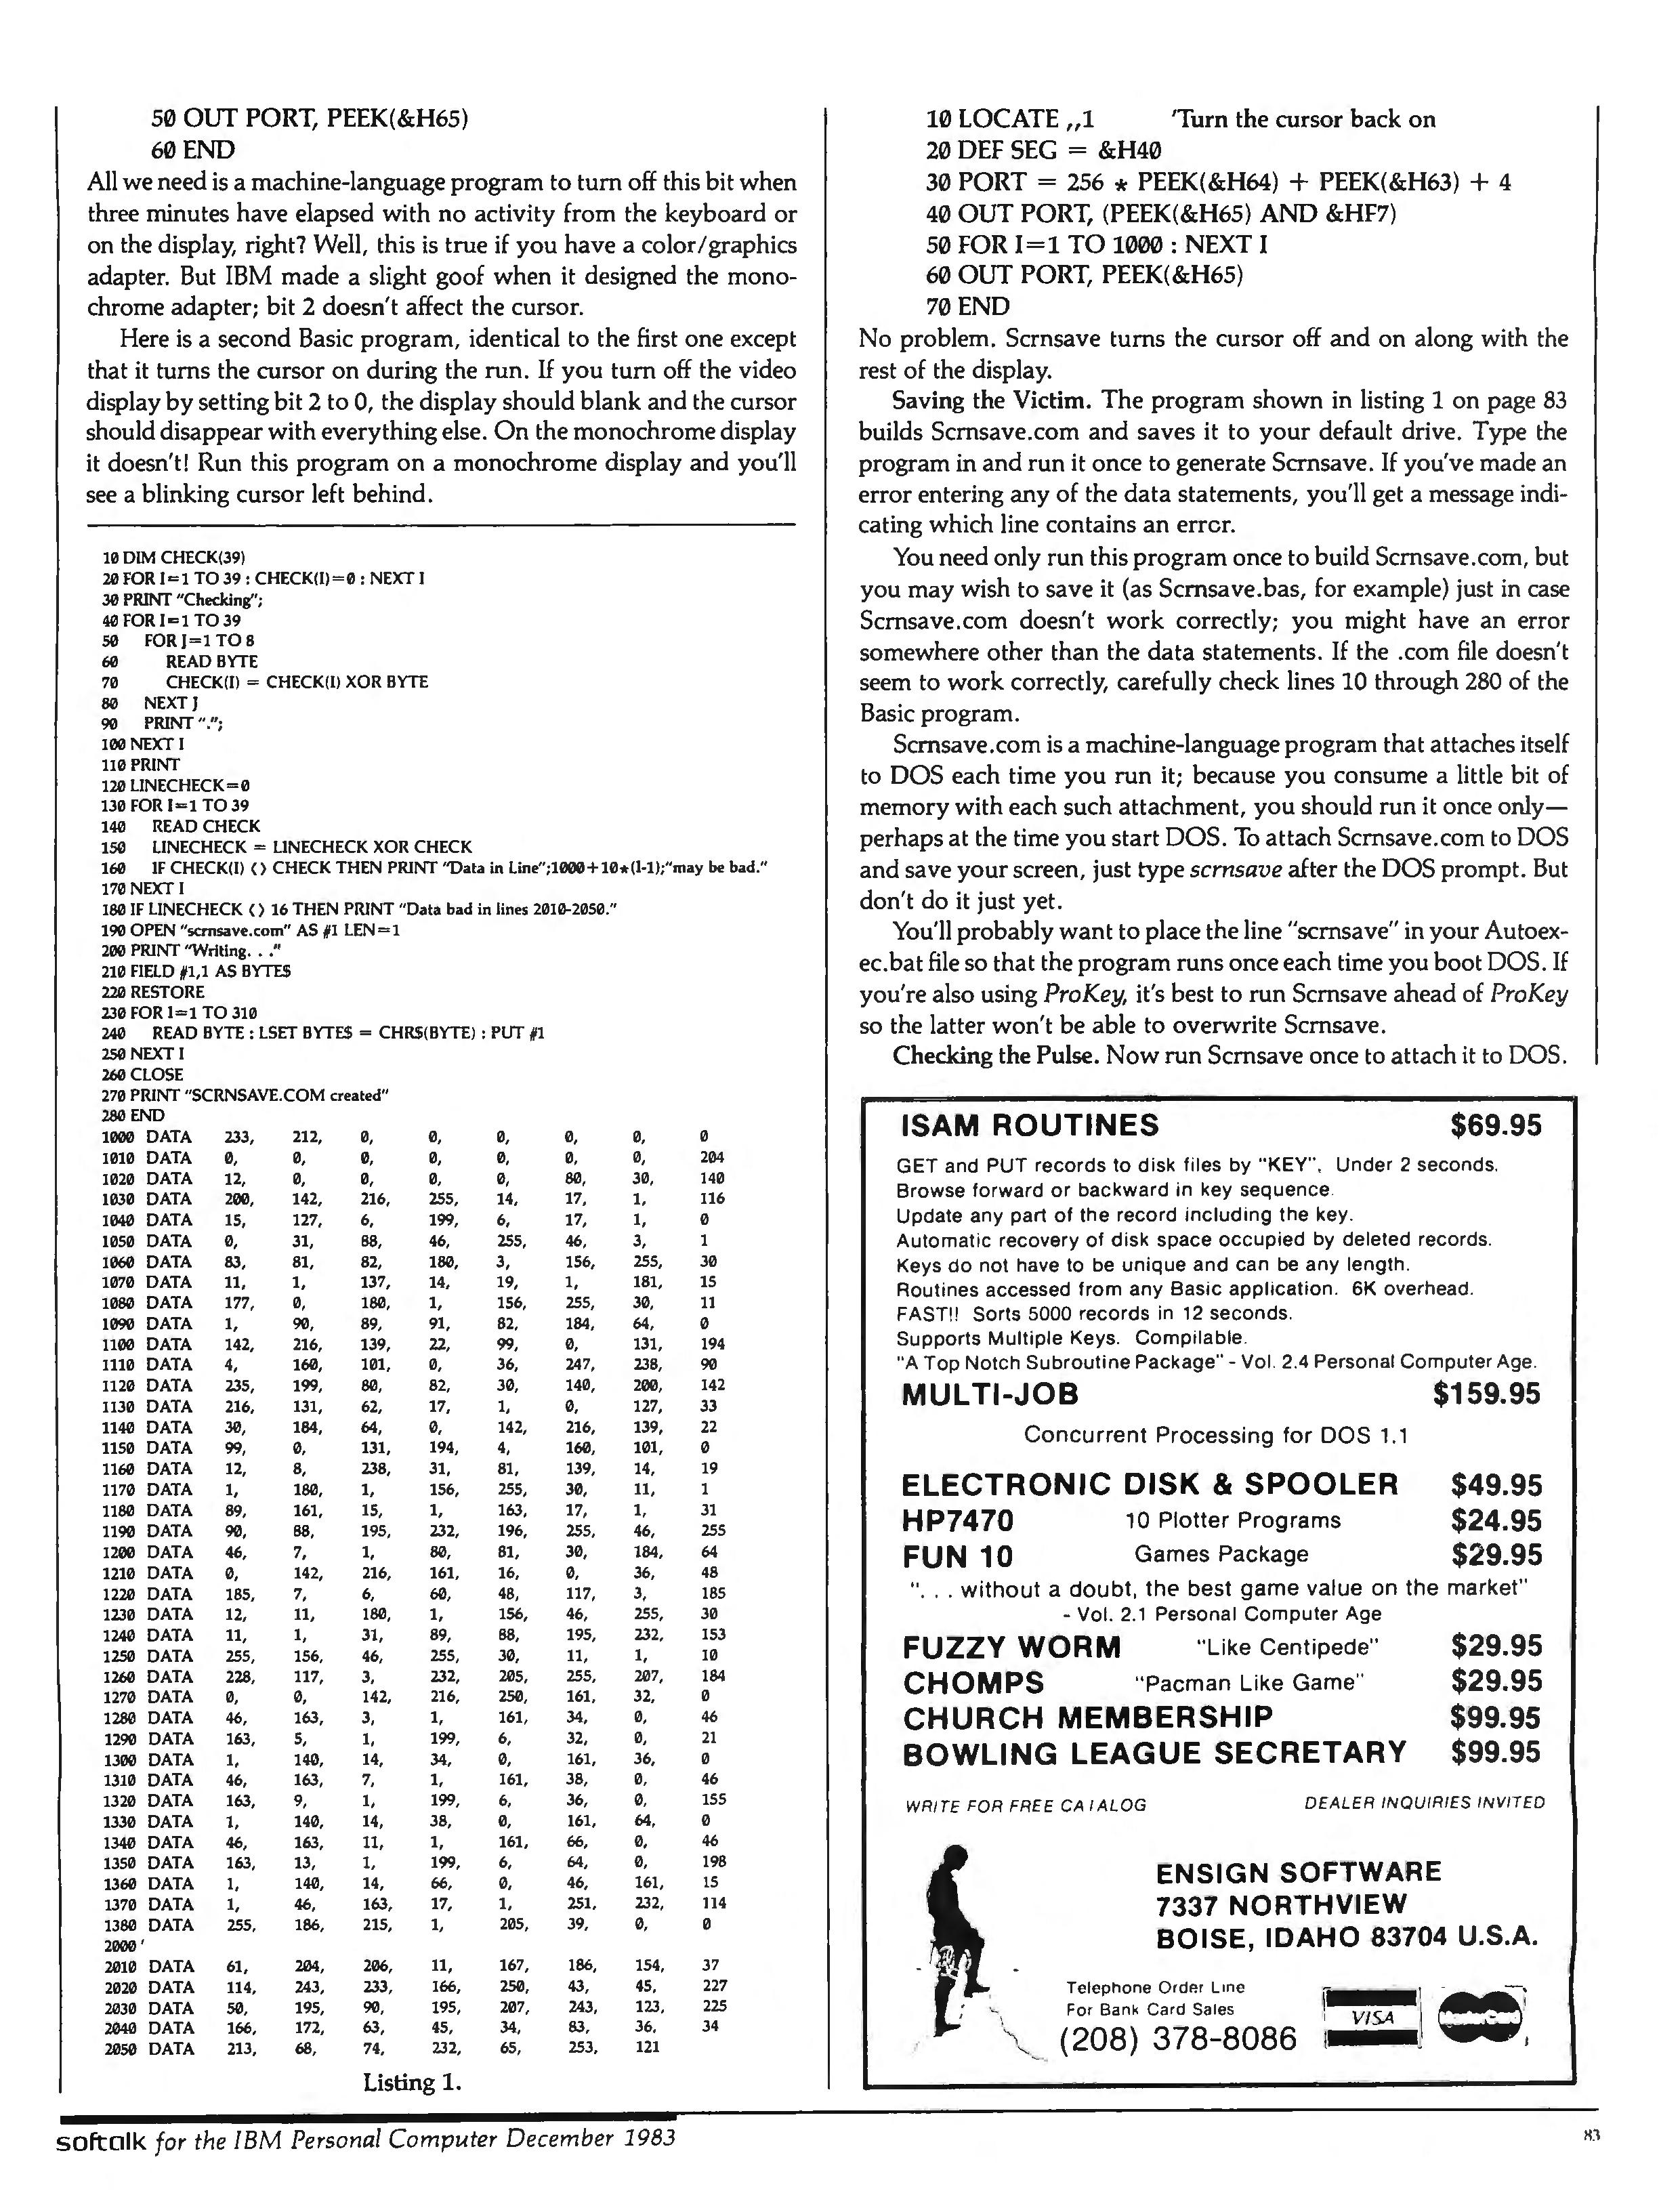 50 OUT PORT, PEEK(&H65)
60 END
All we need is a machine-language program to turn off this bit when
three minutes have elapsed with no activity from the keyboard or
on the display, right? Well, this is true if you have a color/graphics
adapter. But IBM made a slight goof when it designed the mono-
chrome adapter; bit 2 doesn't affect the cursor.
Here is a second Basic program, identical to the first one except
that it turns the cursor on during the run. If you turn off the video
display by setting bit 2 to 0, the display should blank and the cursor
should disappear with everything else. On the monochrome display
it doesn't! Run this program on a monochrome display and you'll
see a blinking cursor left behind.
10 DIM CHECK(39)
20 FOR I=1 TO 39 : CHECK(I)=0 : NEXT I
30 PRINT "Checking";
40 FOR I=1 TO 39
50 FOR J=1 TO 8
60 READ BYTE
70 CHECK(I) = CHECK(I) XOR BYTE
80 NEXT J
90 PRINT ".";
100 NEXT I
110 PRINT
120 LINECHECK=0
130 FOR I=1 TO 39
140 READ CHECK
150 LINECHECK = LINECHECK XOR CHECK
160 IF CHECK(I) <> CHECK THEN PRINT "Data in Line";1000+10*(I-1);"may be bad."
170 NEXT I
180 IF LINECHECK <> 16 THEN PRINT "Data bad in lines 2010-2050."
190 OPEN "scrnsave.com" AS #1 LEN=1
200 PRINT "Writing. . ."
210 FIELD #1,1 AS BYTE$
220 RESTORE
230 FOR I=1 TO 310
240 READ BYTE : LSET BYTE$ = CHR$(BYTE) : PUT #1
250 NEXT I
260 CLOSE
270 PRINT "SCRNSAVE.COM created"
280 END
1000 DATA 233, 212, 0, 0, 0, 0, 0, 0
1010 DATA 0, 0, 0, 0, 0, 0, 0, 204
1020 DATA 12, 0, 0, 0, 0, 80, 30, 140
1030 DATA 200, 142, 216, 255, 14, 17, 1, 116
1040 DATA 15, 127, 6, 199, 6, 17, 1, 0
1050 DATA 0, 31, 88, 46, 255, 46, 3, 1
1060 DATA 83, 81, 82, 180, 3, 156, 255, 30
1070 DATA 11, 1, 137, 14, 19, 1, 181, 15
1080 DATA 177, 0, 180, 1, 156, 255, 30, 11
1090 DATA 1, 90, 89, 91, 82, 184, 64, 0
1100 DATA 142, 216, 139, 22, 99, 0, 131, 194
1110 DATA 4, 160, 101, 0, 36, 247, 238, 90
1120 DATA 235, 199, 80, 82, 30, 140, 200, 142
1130 DATA 216, 131, 62, 17, 1, 0, 127, 33
1140 DATA 30, 184, 64, 0, 142, 216, 139, 22
1150 DATA 99, 0, 131, 194, 4, 160, 101, 0
1160 DATA 12, 8, 238, 31, 81, 139, 14, 19
1170 DATA 1, 180, 1, 156, 255, 30, 11, 1
1180 DATA 89, 161, 15, 1, 163, 17, 1, 31
1190 DATA 90, 88, 195, 232, 196, 255, 46, 255
1200 DATA 46, 7, 1, 80, 81, 30, 184, 64
1210 DATA 0, 142, 216, 161, 16, 0, 36, 48
1220 DATA 185, 7, 6, 60, 48, 117, 3, 185
1230 DATA 12, 11, 180, 1, 156, 46, 255, 30
1240 DATA 11, 1, 31, 89, 88, 195, 232, 153
1250 DATA 255, 156, 46, 255, 30, 11, 1, 10
1260 DATA 228, 117, 3, 232, 205, 255, 207, 184
1270 DATA 0, 0, 142, 216, 250, 161, 32, 0
1280 DATA 46, 163, 3, 1, 161, 34, 0, 46
1290 DATA 163, 5, 1, 199, 6, 32, 0, 21
1300 DATA 1, 140, 14, 34, 0, 161, 36, 0
1310 DATA 46, 163, 7, 1, 161, 38, 0, 46
1320 DATA 163, 9, 1, 199, 6, 36, 0, 155
1330 DATA 1, 140, 14, 38, 0, 161, 64, 0
1340 DATA 46, 163, 11, 1, 161, 66, 0, 46
1350 DATA 163, 13, 1, 199, 6, 64, 0, 198
1360 DATA 1, 140, 14, 66, 0, 46, 161, 15
1370 DATA 1, 46, 163, 17, 1, 251, 232, 114
1380 DATA 255, 186, 215, 1, 205, 39, 0, 0
2000 '
2010 DATA 61, 204, 206, 11, 167, 186, 154, 37
2020 DATA 114, 243, 233, 166, 250, 43, 45, 227
2030 DATA 50, 195, 90, 195, 207, 243, 123, 225
2040 DATA 166, 172, 63, 45, 34, 83, 36, 34
2050 DATA 213, 68, 74, 232, 65, 253, 121
Listing 1.
10 LOCATE ,,1 'Turn the cursor back on
20 DEF SEG = &H40
30 PORT = 256 * PEEK(&H64) + PEEK(&H63) + 4
40 OUT PORT, (PEEK(&H65) AND &HF7)
50 FOR I=1 TO 1000 : NEXT I
60 OUT PORT, PEEK(&H65)
70 END
No problem. Scrnsave turns the cursor off and on along with the
rest of the display.
Saving the Victim. The program shown in listing 1 on page 83
builds Scrnsave.com and saves it to your default drive. Type the
program in and run it once to generate Scrnsave. If you've made an
error entering any of the data statements, you'll get a message indi-
cating which line contains an error.
You need only run this program once to build Scrnsave.com, but
you may wish to save it (as Scrnsave.bas, for example) just in case
Scrnsave.com doesn't work correctly; you might have an error
somewhere other than the data statements. If the .com file doesn't
seem to work correctly, carefully check lines 10 through 280 of the
Basic program.
Scrnsave.com is a machine-language program that attaches itself
to DOS each time you run it; because you consume a little bit of
memory with each such attachment, you should run it once only—
perhaps at the time you start DOS. To attach Scrnsave.com to DOS
and save your screen, just type scrnsave after the DOS prompt. But
don't do it just yet.
You'll probably want to place the line "scrnsave" in your Autoex-
ec.bat file so that the program runs once each time you boot DOS. If
you're also using ProKey, it's best to run Scrnsave ahead of ProKey
so the latter won't be able to overwrite Scrnsave.
Checking the Pulse. Now run Scrnsave once to attach it to DOS.
ISAM ROUTINES $69.95
GET and PUT records to disk files by "KEY". Under 2 seconds.
Browse forward or backward in key sequence.
Update any part of the record including the key.
Automatic recovery of disk space occupied by deleted records.
Keys do not have to be unique and can be any length.
Routines accessed from any Basic application. 6K overhead.
FAST!! Sorts 5000 records in 12 seconds.
Supports Multiple Keys. Compilable.
"A Top Notch Subroutine Package" - Vol. 2.4 Personal Computer Age.
MULTI-JOB $159.95
Concurrent Processing for DOS 1.1
ELECTRONIC DISK & SPOOLER $49.95
HP7470 10 Plotter Programs $24.95
FUN 10 Games Package $29.95
". . . without a doubt, the best game value on the market"
- Vol. 2.1 Personal Computer Age
FUZZY WORM "Like Centipede" $29.95
CHOMPS "Pacman Like Game" $29.95
CHURCH MEMBERSHIP $99.95
BOWLING LEAGUE SECRETARY $99.95
WRITE FOR FREE CATALOG DEALER INQUIRIES INVITED
ENSIGN SOFTWARE
7337 NORTHVIEW
BOISE, IDAHO 83704 U.S.A.
Telephone Order Line
For Bank Card Sales
(208) 378-8086
VISA
MasterCard
softalk for the IBM Personal Computer December 1983
83